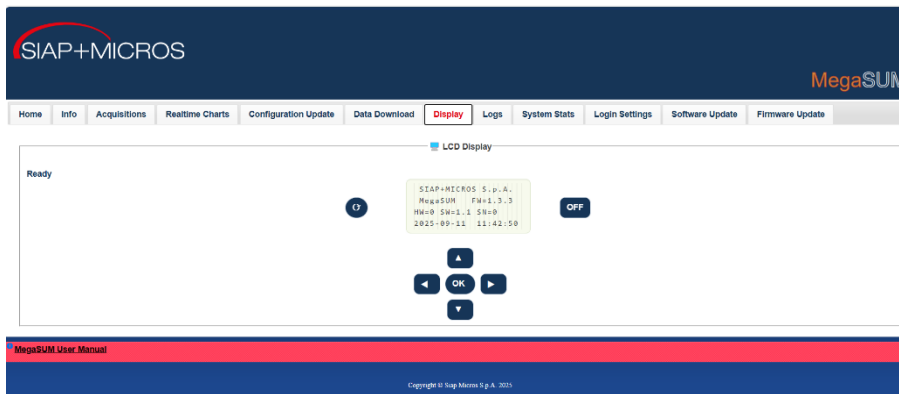 SIAP+MICROS
MegaSUM
Home Info Acquisitions Realtime Charts Configuration Update Data Download Display Logs System Stats Login Settings Software Update Firmware Update
LCD Display
Ready
SIAP+MICROS S.p.A.
MegaSUM FW=1.3.3
HW=0 SW=1.1 SN=0
2025-09-11 11:42:50
OFF
OK
MegaSUM User Manual
Copyright © Siap Micros S.p.A. 2025